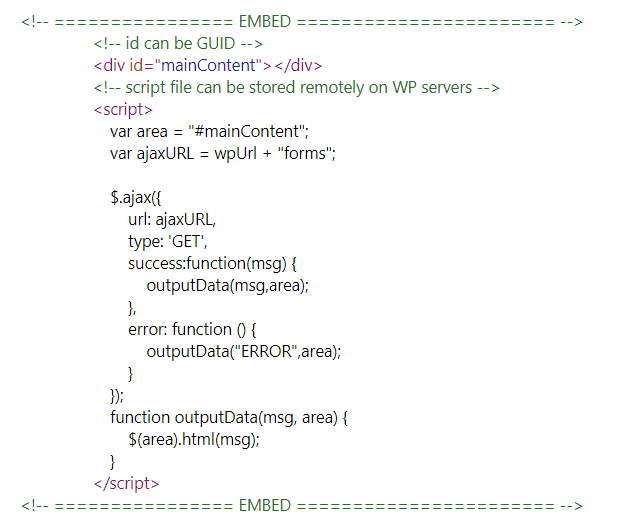 <!-- ================= EMBED ======================== -->
<!-- id can be GUID -->
<div id="mainContent"></div>
<!-- script file can be stored remotely on WP servers -->
<script>
var area = "#mainContent";
var ajaxURL = wpUrl + "forms";
$.ajax({
url: ajaxURL,
type: 'GET',
success:function(msg) {
outputData(msg,area);
},
error: function () {
outputData("ERROR",area);
}
});
function outputData(msg, area) {
$(area).html(msg);
}
</script>
<!-- ================= EMBED ======================== -->